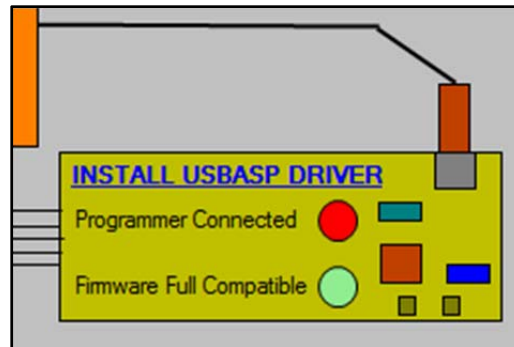 INSTALL USBASP DRIVER
Programmer Connected
Firmware Full Compatible